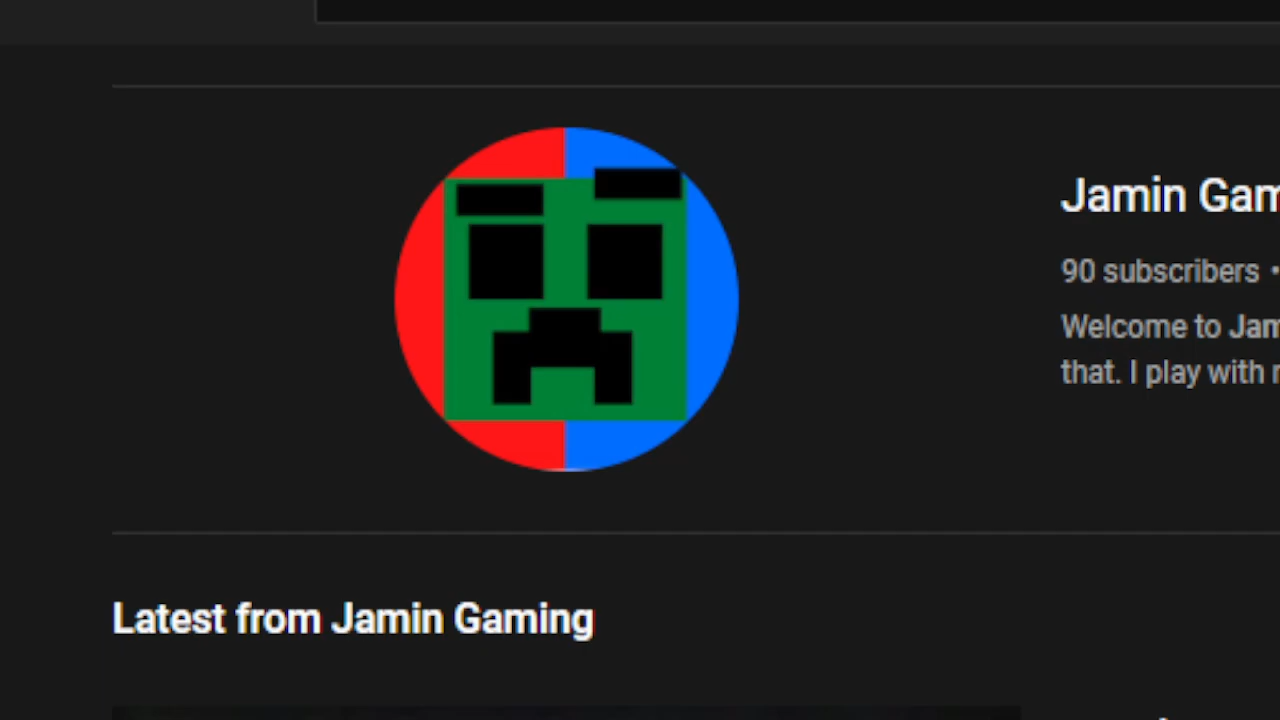 Jamin Gam
90 subscribers •
Welcome to Jam
that. I play with
Latest from Jamin Gaming